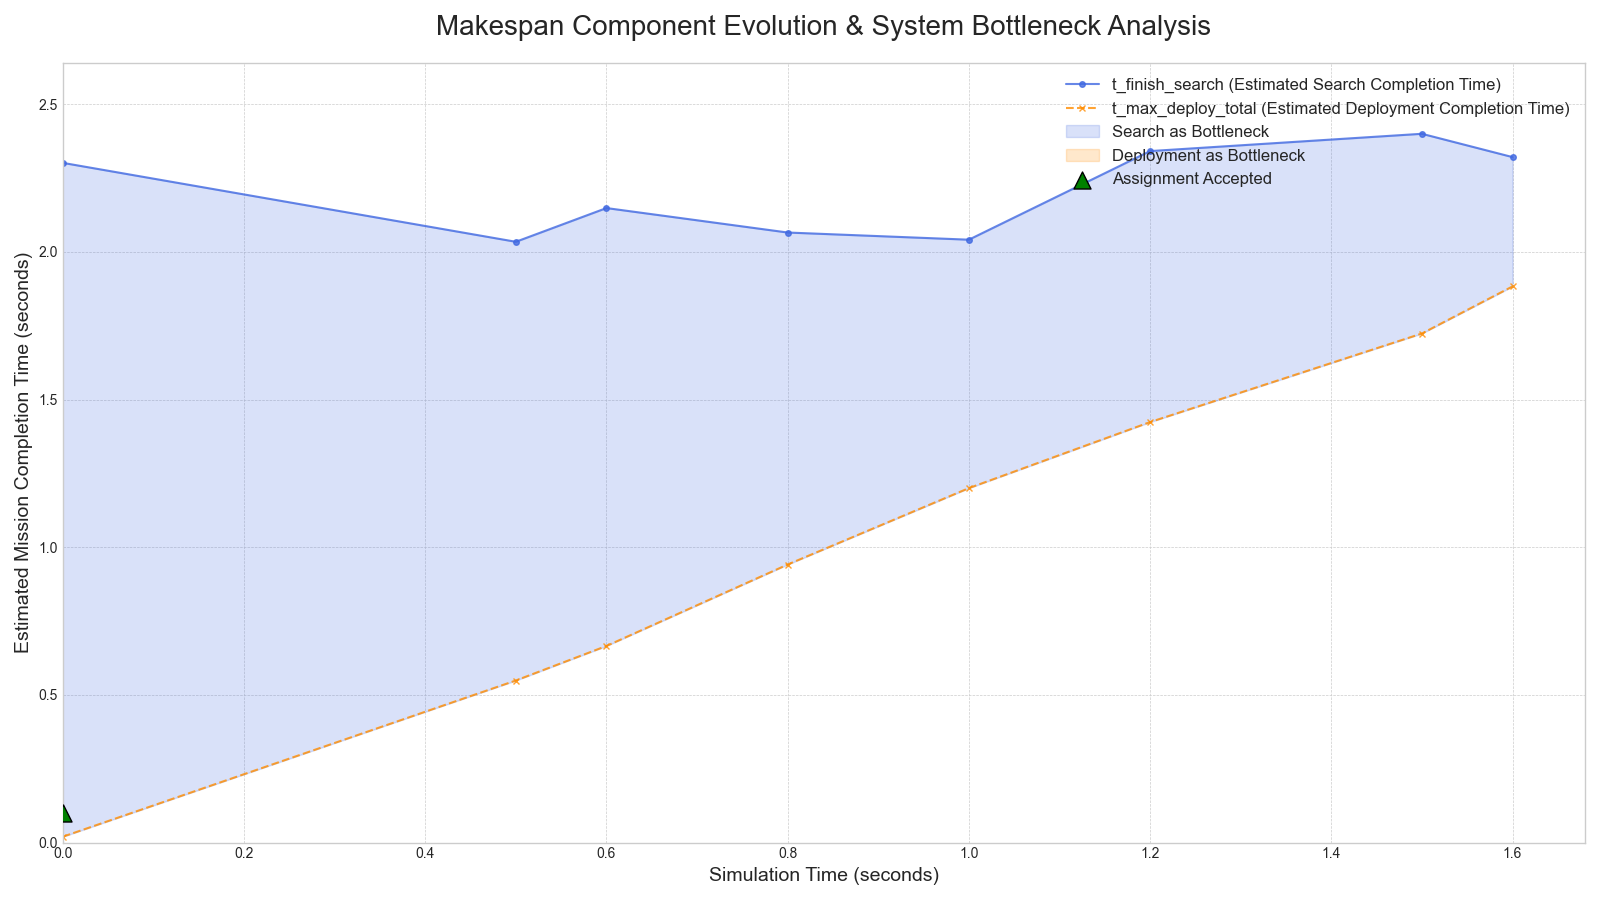 Makespan Component Evolution & System Bottleneck Analysis
t_finish_search (Estimated Search Completion Time)
t_max_deploy_total (Estimated Deployment Completion Time)
Search as Bottleneck
Deployment as Bottleneck
Assignment Accepted
Estimated Mission Completion Time (seconds)
2.5
2.0
1.5
1.0
0.5
0.0
0.0 0.2 0.4 0.6 0.8 1.0 1.2 1.4 1.6
Simulation Time (seconds)